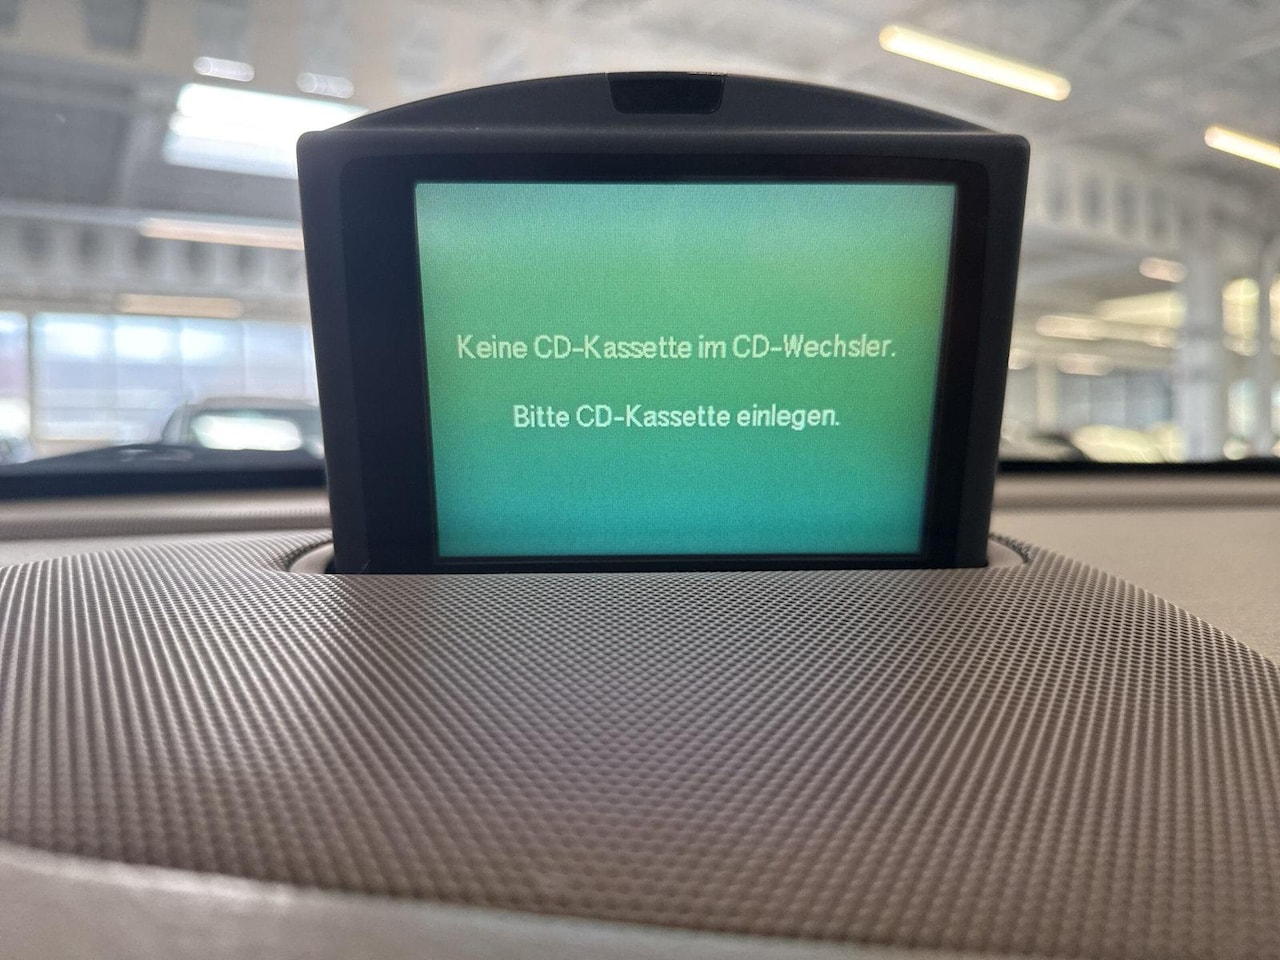 Keine CD-Kassette im CD-Wechsler.
Bitte CD-Kassette einlegen.